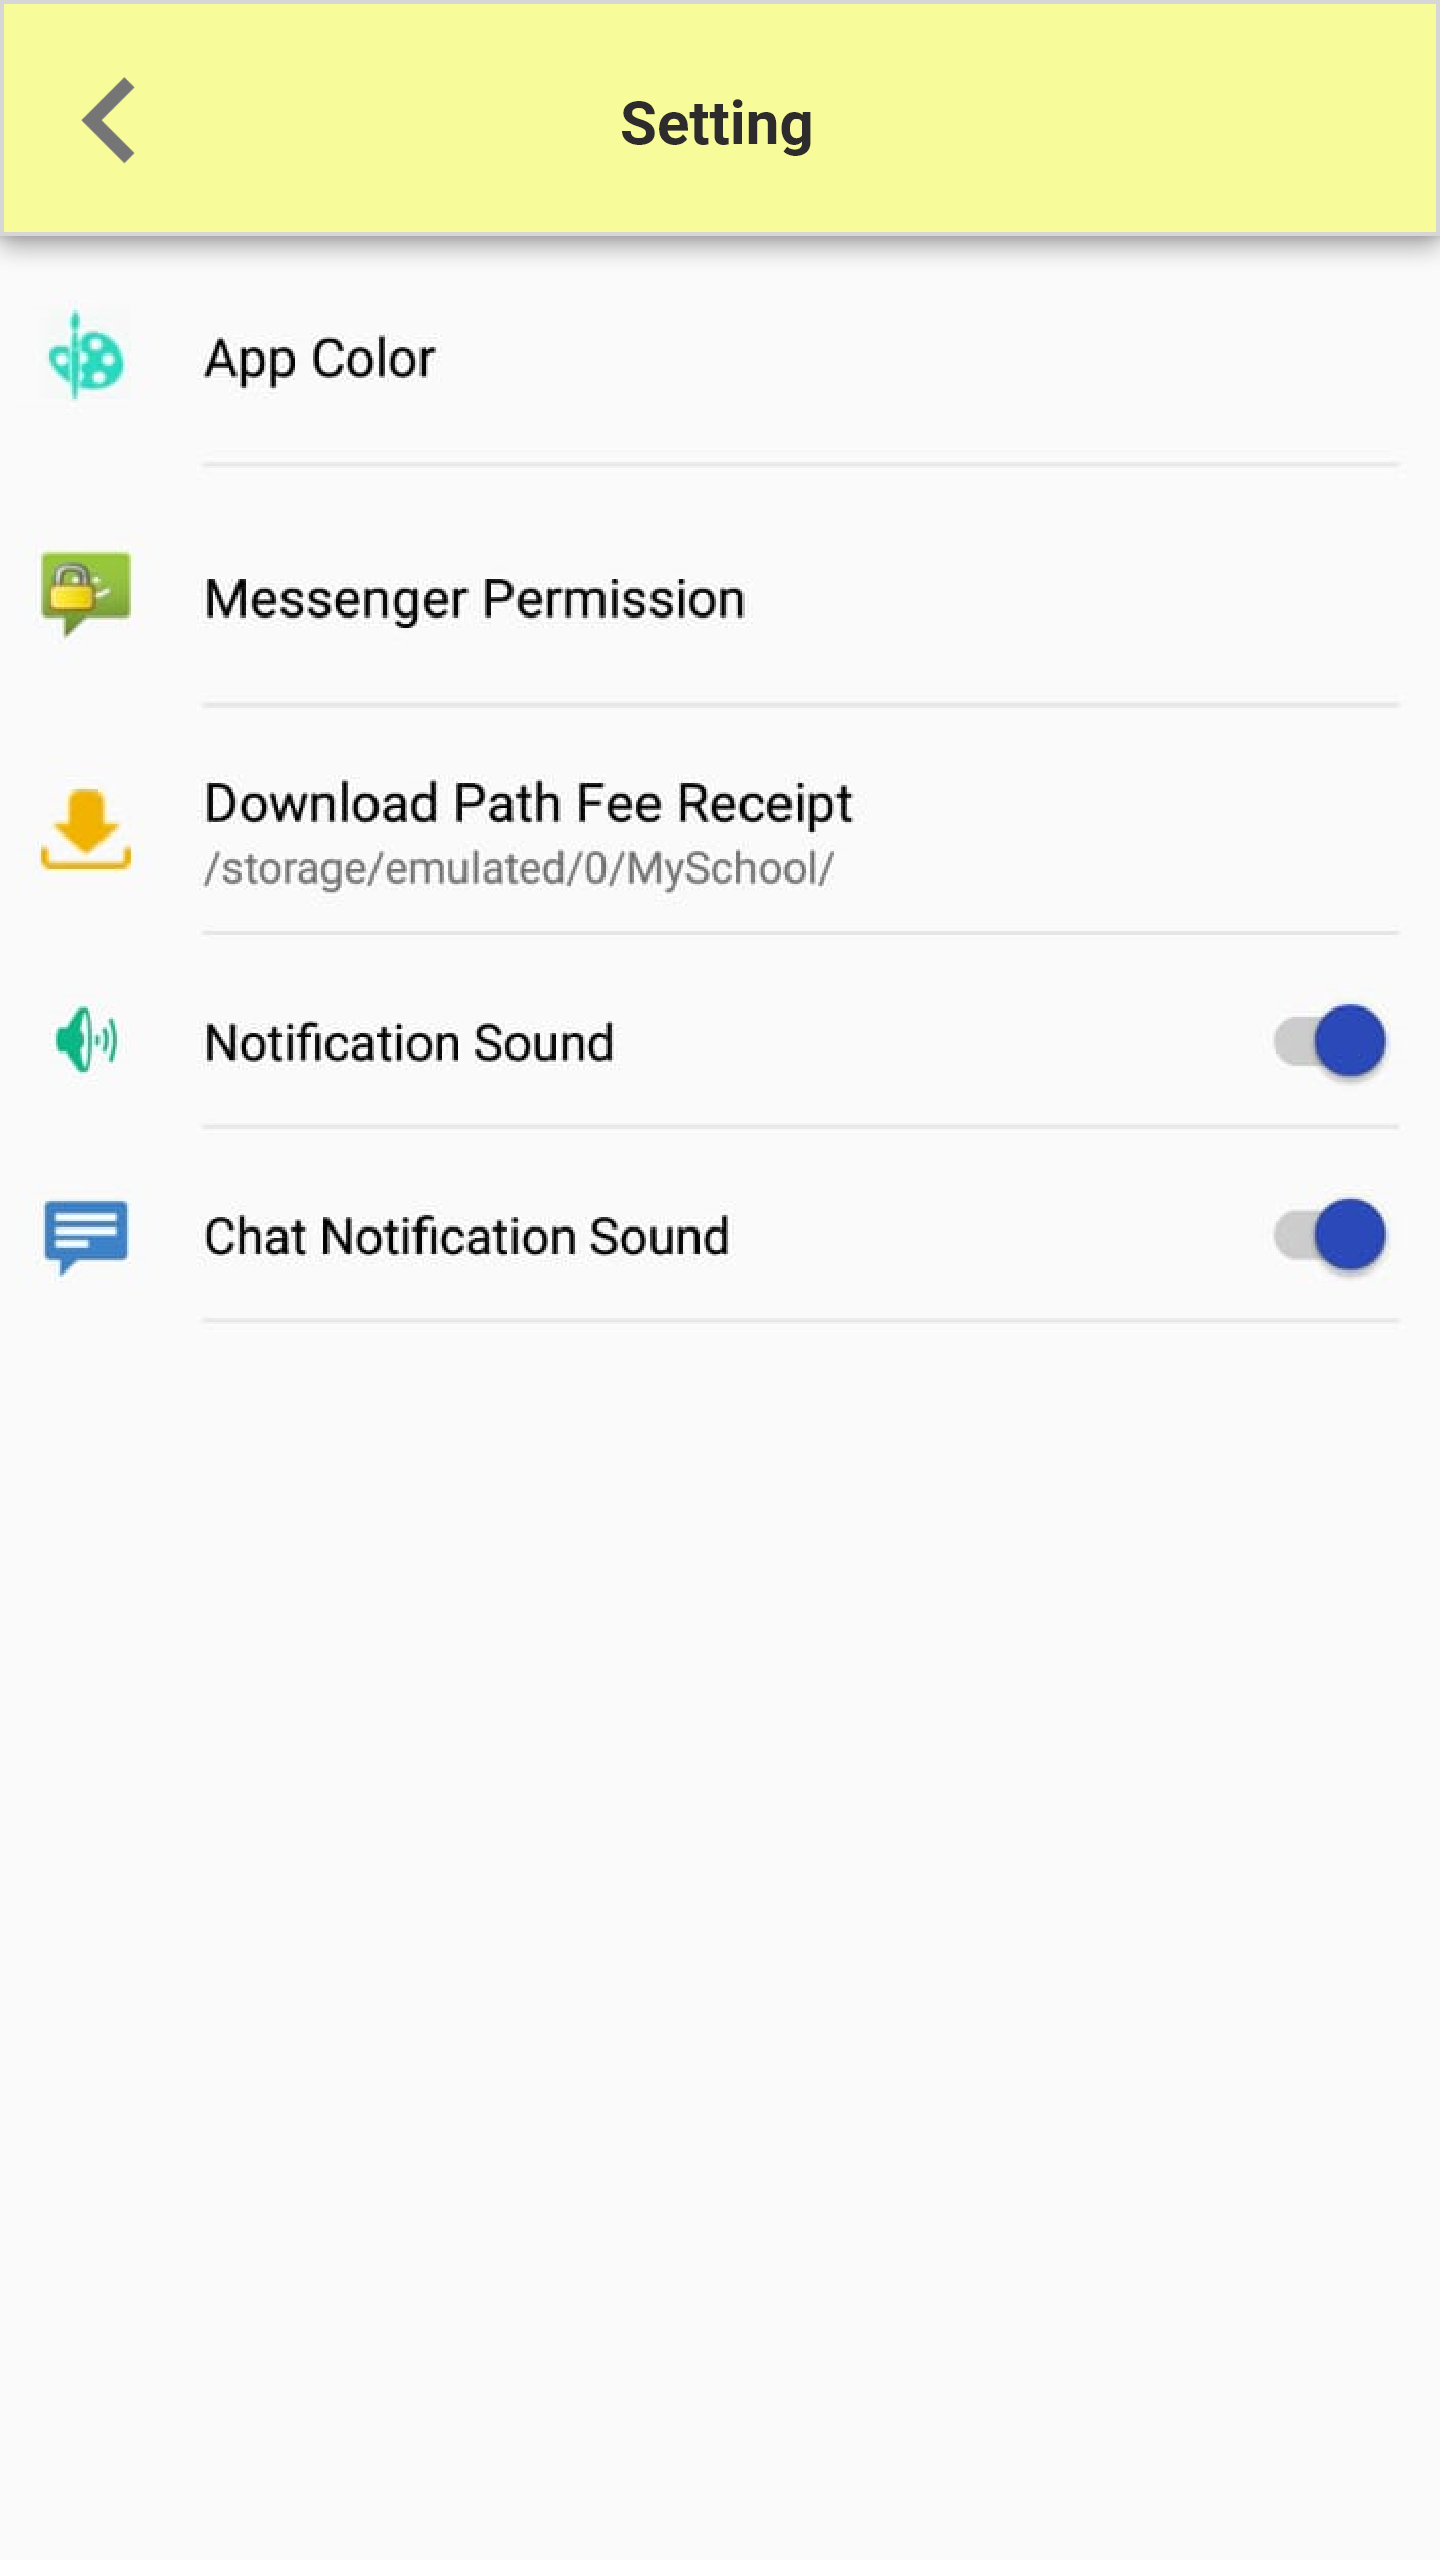 Setting
App Color
Messenger Permission
Download Path Fee Receipt
/storage/emulated/0/MySchool/
Notification Sound
Chat Notification Sound